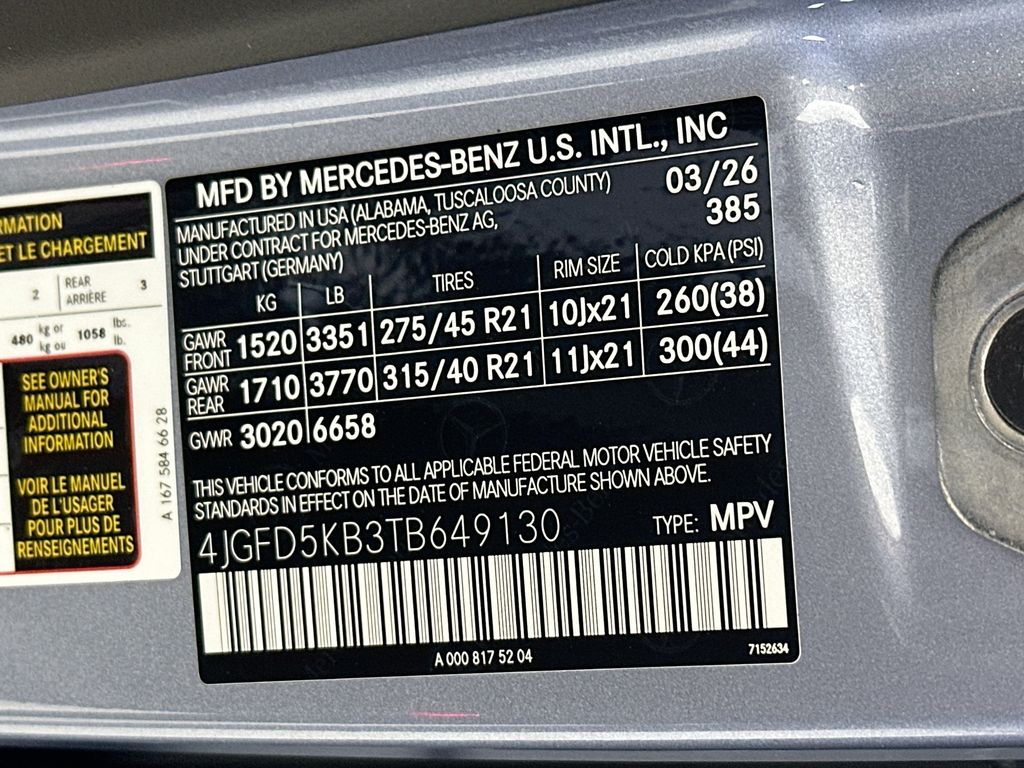 RMATION
ET LE CHARGEMENT
2 REAR ARRIÈRE 3
480 kg or kg ou 1058 lbs. lb.
SEE OWNER'S
MANUAL FOR
ADDITIONAL
INFORMATION
VOIR LE MANUEL
DE L'USAGER
POUR PLUS DE
RENSEIGNEMENTS
A 167 584 66 28
MFD BY MERCEDES-BENZ U.S. INTL., INC
MANUFACTURED IN USA (ALABAMA, TUSCALOOSA COUNTY) 03/26
UNDER CONTRACT FOR MERCEDES-BENZ AG, 385
STUTTGART (GERMANY)
KG LB TIRES RIM SIZE COLD KPA (PSI)
GAWR FRONT 1520 3351 275/45 R21 10Jx21 260(38)
GAWR REAR 1710 3770 315/40 R21 11Jx21 300(44)
GVWR 3020 6658
THIS VEHICLE CONFORMS TO ALL APPLICABLE FEDERAL MOTOR VEHICLE SAFETY
STANDARDS IN EFFECT ON THE DATE OF MANUFACTURE SHOWN ABOVE.
4JGFD5KB3TB649130 TYPE: MPV
A 000 817 52 04 7152634